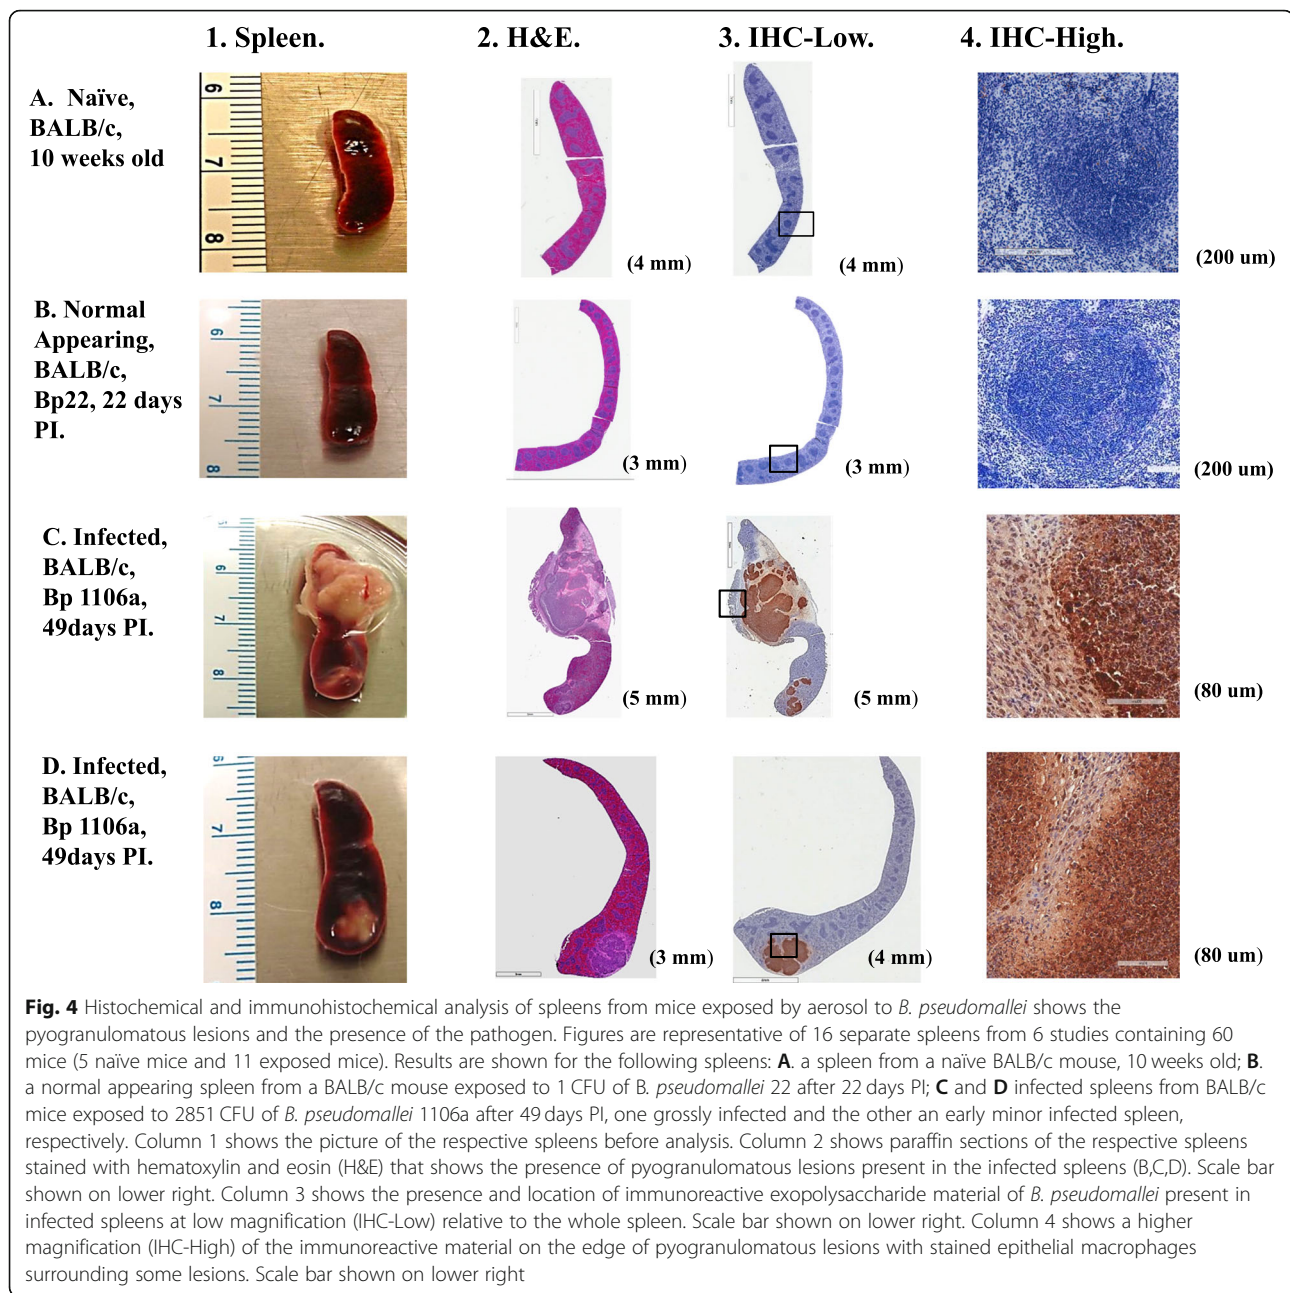 1. Spleen.
2. H&E.
3. IHC-Low.
4. IHC-High.
A. Naïve,
BALB/c,
10 weeks old
6
7
8
(4 mm)
(4 mm)
(200 um)
B. Normal
Appearing,
BALB/c,
Bp22, 22 days
PI.
6
7
8
(3 mm)
(3 mm)
(200 um)
C. Infected,
BALB/c,
Bp 1106a,
49days PI.
6
7
8
(5 mm)
(5 mm)
(80 um)
D. Infected,
BALB/c,
Bp 1106a,
49days PI.
7
8
(3 mm)
(4 mm)
(80 um)
Fig. 4 Histochemical and immunohistochemical analysis of spleens from mice exposed by aerosol to B. pseudomallei shows the
pyogranulomatous lesions and the presence of the pathogen. Figures are representative of 16 separate spleens from 6 studies containing 60
mice (5 naïve mice and 11 exposed mice). Results are shown for the following spleens: A. a spleen from a naïve BALB/c mouse, 10 weeks old; B.
a normal appearing spleen from a BALB/c mouse exposed to 1 CFU of B. pseudomallei 22 after 22 days PI; C and D infected spleens from BALB/c
mice exposed to 2851 CFU of B. pseudomallei 1106a after 49 days PI, one grossly infected and the other an early minor infected spleen,
respectively. Column 1 shows the picture of the respective spleens before analysis. Column 2 shows paraffin sections of the respective spleens
stained with hematoxylin and eosin (H&E) that shows the presence of pyogranulomatous lesions present in the infected spleens (B,C,D). Scale bar
shown on lower right. Column 3 shows the presence and location of immunoreactive exopolysaccharide material of B. pseudomallei present in
infected spleens at low magnification (IHC-Low) relative to the whole spleen. Scale bar shown on lower right. Column 4 shows a higher
magnification (IHC-High) of the immunoreactive material on the edge of pyogranulomatous lesions with stained epithelial macrophages
surrounding some lesions. Scale bar shown on lower right